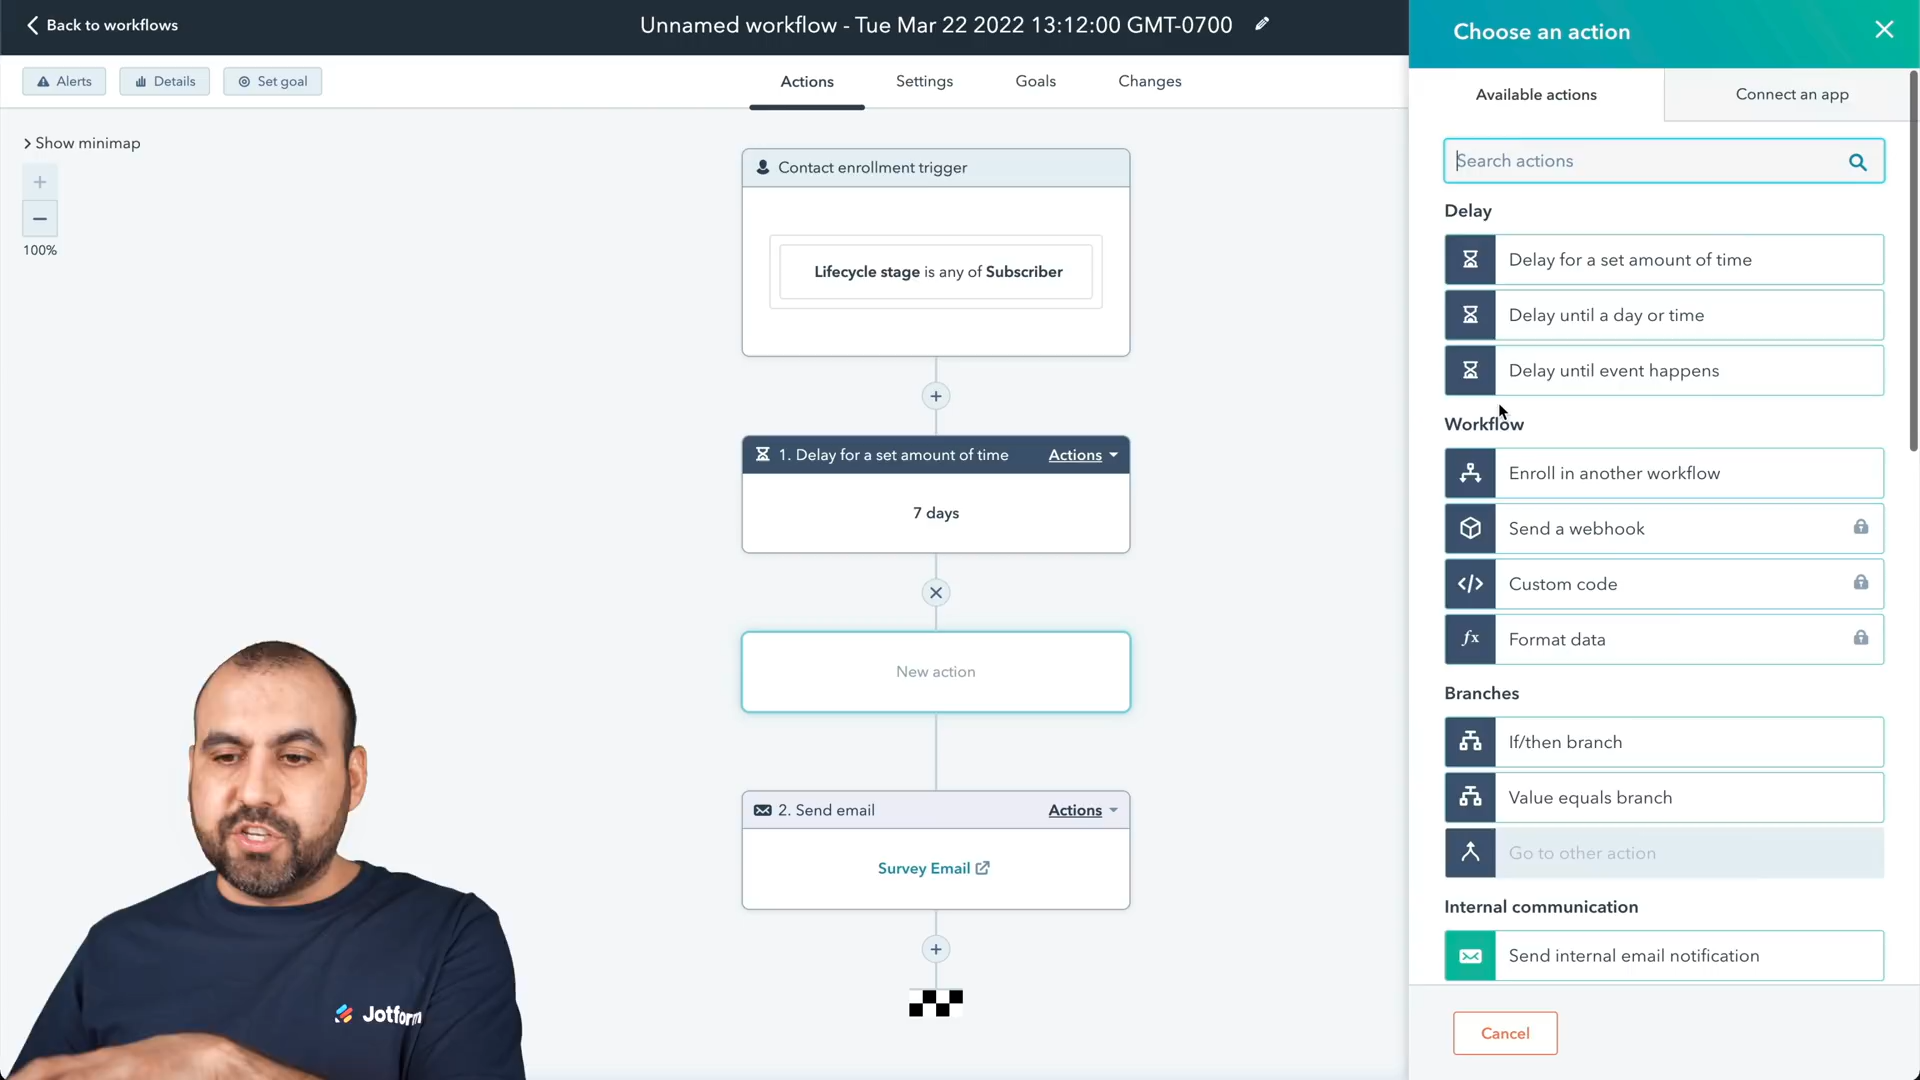 Back to workflows
Unnamed workflow - Tue Mar 22 2022 13:12:00 GMT-0700
Alerts
Details
Set goal
Actions
Settings
Goals
Changes
Show minimap
+
−
100%
Contact enrollment trigger
Lifecycle stage is any of Subscriber
+
1. Delay for a set amount of time
Actions
7 days
New action
2. Send email
Actions
Survey Email
+
Jotform
Choose an action
Available actions
Connect an app
Search actions
Delay
Delay for a set amount of time
Delay until a day or time
Delay until event happens
Workflow
Enroll in another workflow
Send a webhook
</> Custom code
fx Format data
Branches
If/then branch
Value equals branch
Go to other action
Internal communication
Send internal email notification
Cancel